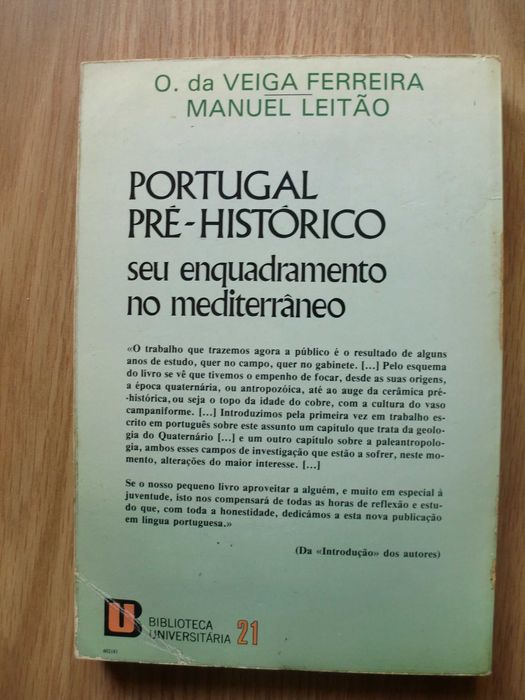 O. da VEIGA FERREIRA
MANUEL LEITÃO
PORTUGAL
PRÉ-HISTÓRICO
seu enquadramento
no mediterrâneo
«O trabalho que trazemos agora a público é o resultado de alguns
anos de estudo, quer no campo, quer no gabinete. [...] Pelo esquema
do livro se vê que tivemos o empenho de focar, desde as suas origens,
a época quaternária, ou antropozóica, até ao auge da cerâmica pré-
-histórica, ou seja o topo da idade do cobre, com a cultura do vaso
campaniforme. [...] Introduzimos pela primeira vez em trabalho es-
crito em português sobre este assunto um capítulo que trata da geolo-
gia do Quaternário [...] e um outro capítulo sobre a paleantropolo-
gia, ambos esses campos de investigação que estão a sofrer, neste mo-
mento, alterações do maior interesse. [...]
Se o nosso pequeno livro aproveitar a alguém, e muito em especial à
juventude, isto nos compensará de todas as horas de reflexão e estu-
do que, com toda a honestidade, dedicámos a esta nova publicação
em língua portuguesa.»
(Da «Introdução» dos autores)
BU
BIBLIOTECA
UNIVERSITÁRIA 21